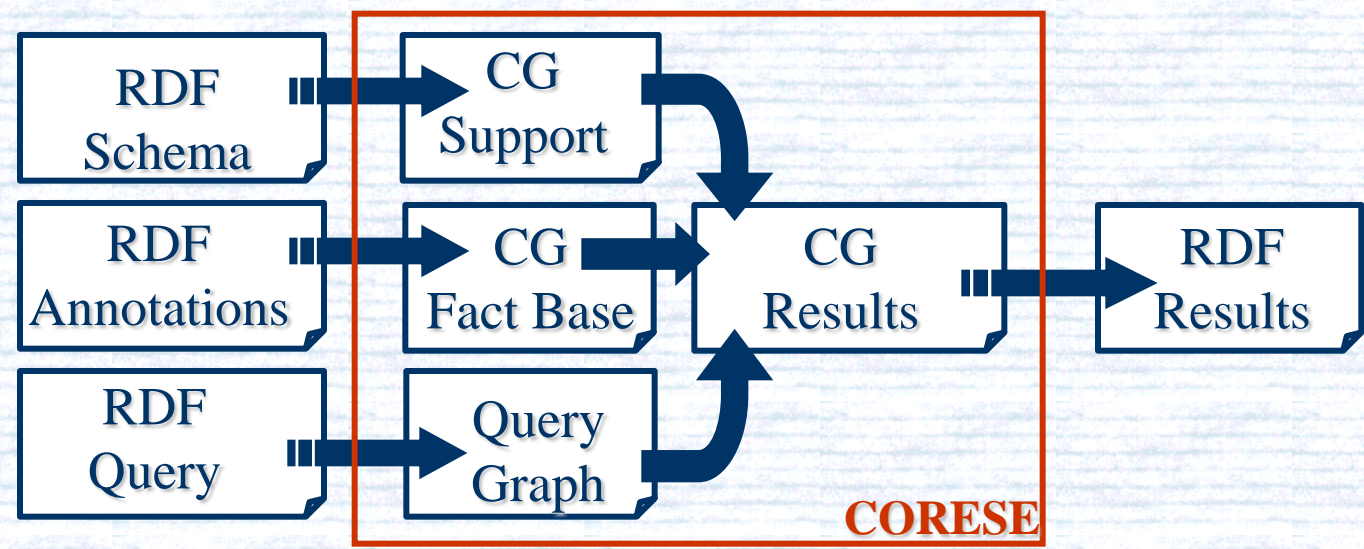 RDF
Schema
CG
Support
RDF
Annotations
CG
Fact Base
CG
Results
RDF
Results
RDF
Query
Query
Graph
CORESE